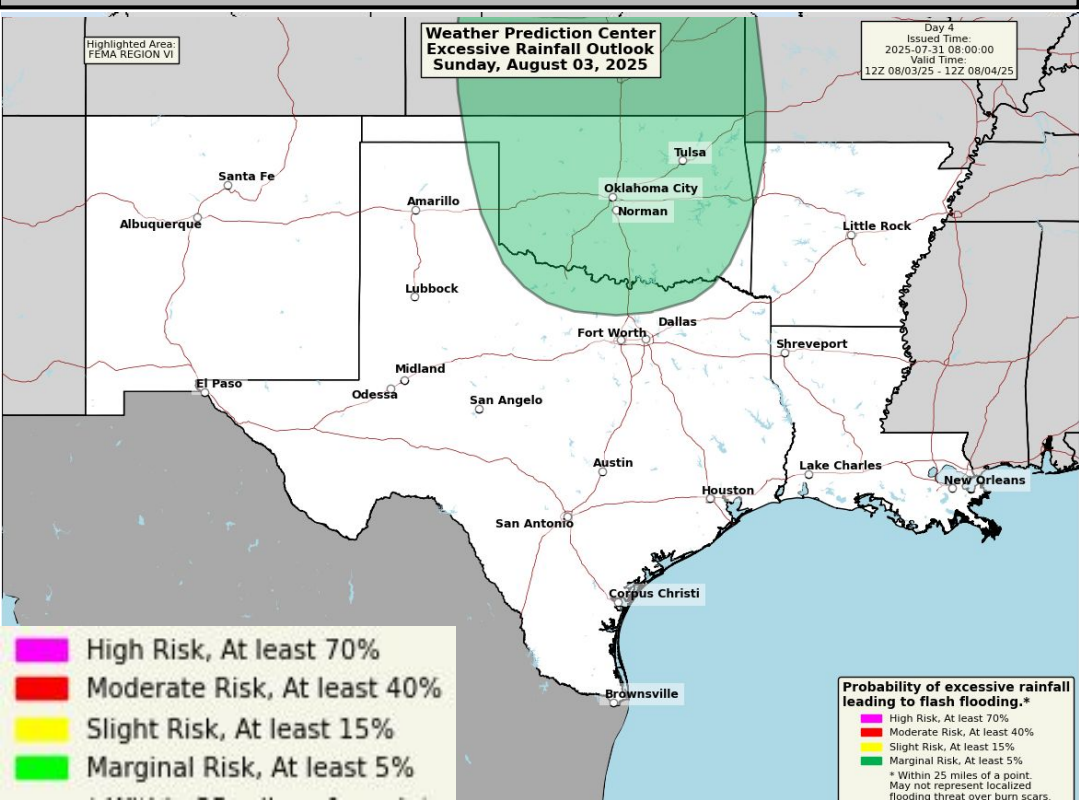 Highlighted Area:
FEMA REGION VI
Weather Prediction Center
Excessive Rainfall Outlook
Sunday, August 03, 2025
Day 4
Issued Time:
2025-07-31 08:00:00
Valid Time:
12Z 08/03/25 - 12Z 08/04/25
Tulsa
Santa Fe
Oklahoma City
Amarillo
Norman
Albuquerque
Little Rock
Lubbock
Dallas
Fort Worth
Shreveport
Midland
El Paso
Odessa
San Angelo
Austin
Lake Charles
New Orleans
Houston
San Antonio
Corpus Christi
Brownsville
High Risk, At least 70%
Moderate Risk, At least 40%
Slight Risk, At least 15%
Marginal Risk, At least 5%
Probability of excessive rainfall
leading to flash flooding.*
High Risk, At least 70%
Moderate Risk, At least 40%
Slight Risk, At least 15%
Marginal Risk, At least 5%
* Within 25 miles of a point.
May not represent localized
flooding threat over burn scars.